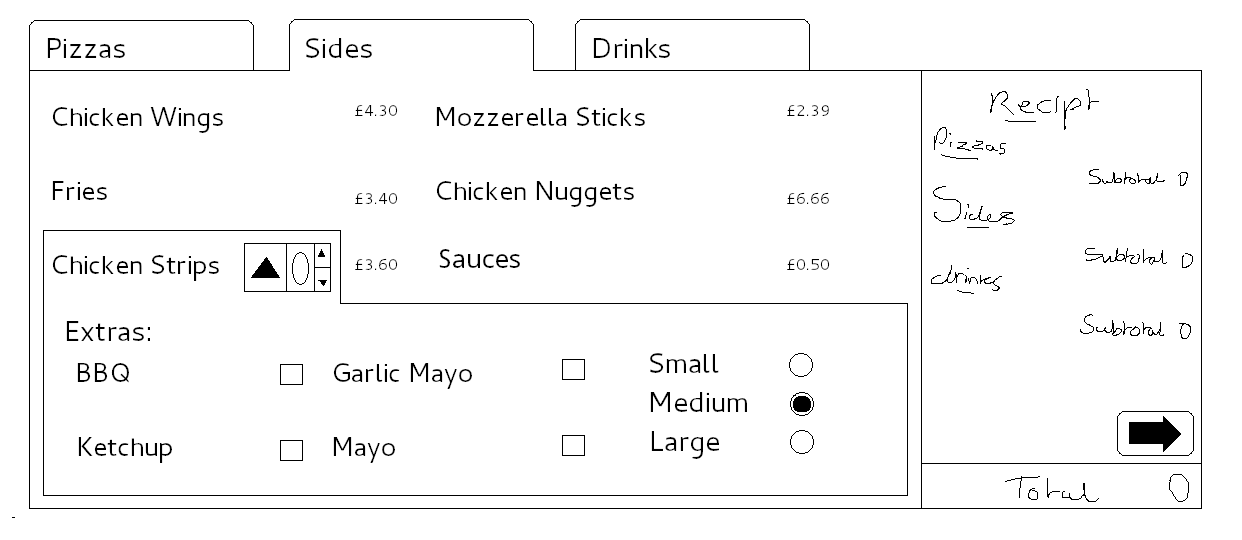 Pizzas Sides Drinks
Chicken Wings £4.30 Mozzerella Sticks £2.39
Fries £3.40 Chicken Nuggets £6.66
Chicken Strips 0 £3.60 Sauces £0.50
Extras:
BBQ Garlic Mayo Small
Medium
Ketchup Mayo Large
Recipt
Pizzas
Subtotal 0
Sides
Subtotal 0
drinks
Subtotal 0
Total 0